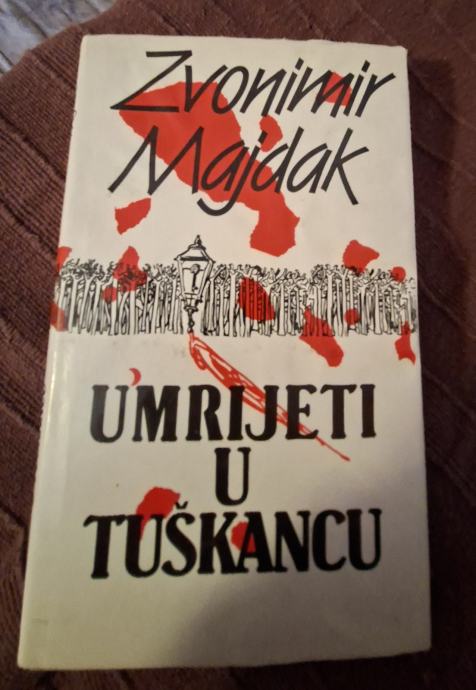 Zvonimir
Majdak
UMRIJETI
U
TUŠKANCU